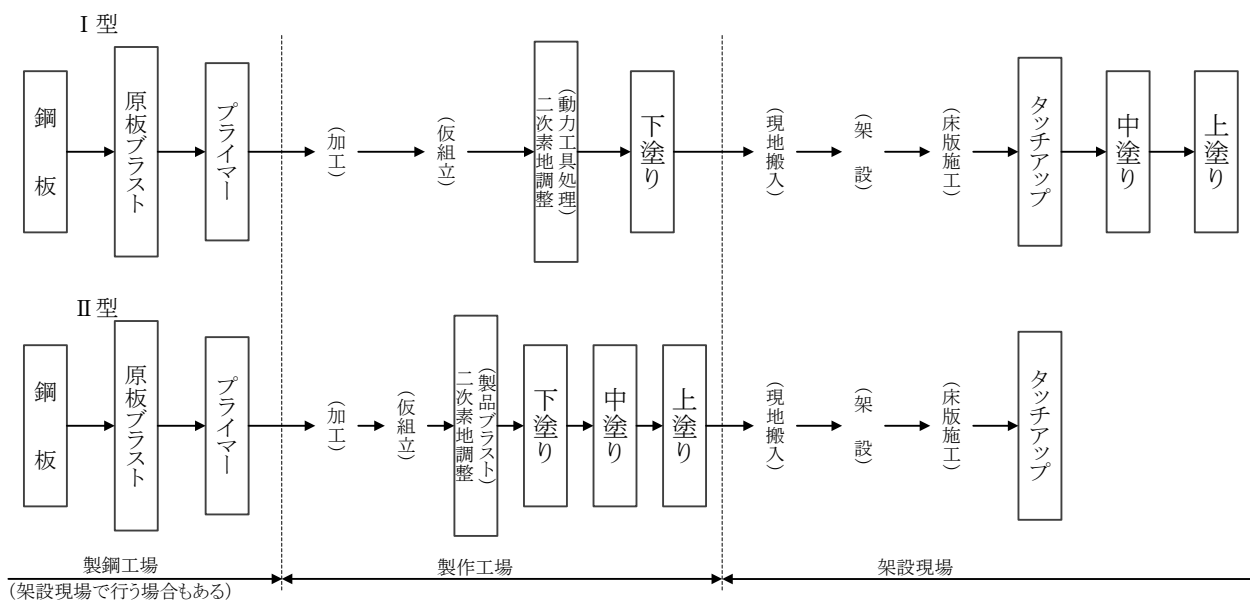 Ⅰ型
鋼板
原板ブラスト
プライマー
(加工)
(仮組立)
二次素地調整
(動力工具処理)
下塗り
(現地搬入)
(架設)
(床版施工)
タッチアップ
中塗り
上塗り
Ⅱ型
鋼板
原板ブラスト
プライマー
(加工)
(仮組立)
二次素地調整
(製品ブラスト)
下塗り
中塗り
上塗り
(現地搬入)
(架設)
(床版施工)
タッチアップ
製鋼工場
製作工場
架設現場
(架設現場で行う場合もある)